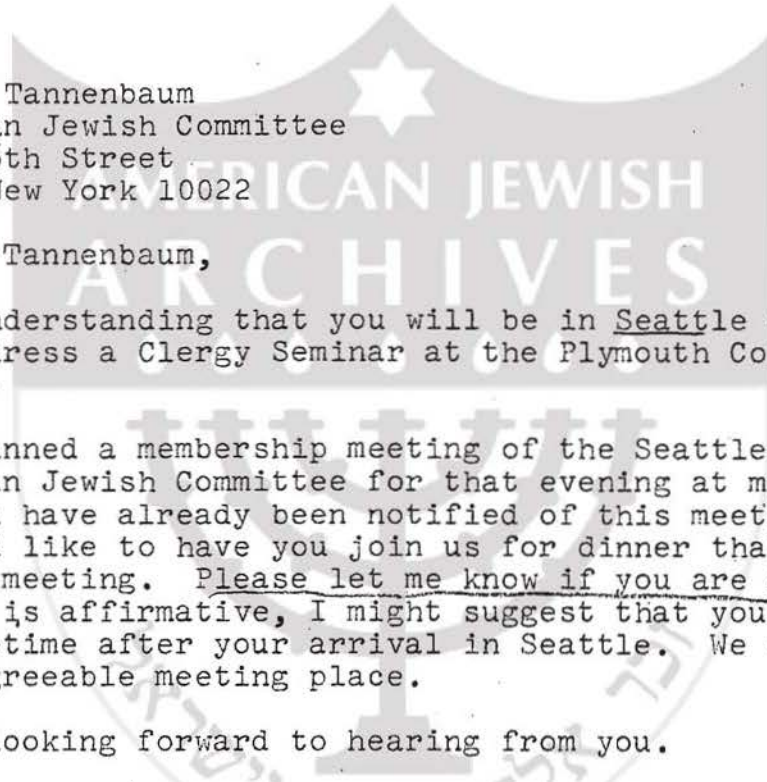 Tannenbaum
n Jewish Committee
th Street
New York 10022
AMERICAN JEWISH
ARCHIVES
Tannenbaum,
nderstanding that you will be in Seattle
ress a Clergy Seminar at the Plymouth Co
nned a membership meeting of the Seattle
n Jewish Committee for that evening at m
have already been notified of this meet
like to have you join us for dinner tha
meeting. Please let me know if you are
is affirmative, I might suggest that you
time after your arrival in Seattle. We
greeable meeting place.
looking forward to hearing from you.